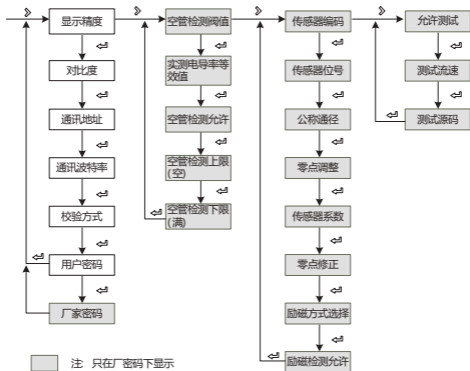 显示精度
对比度
通讯地址
通讯波特率
校验方式
用户密码
厂家密码
空管检测阈值
实测电导率等
效值
空管检测允许
空管检测上限
(空)
空管检测下限
(满)
传感器编码
传感器位号
公称通径
零点调整
传感器系数
零点修正
励磁方式选择
励磁检测允许
允许测试
测试流速
测试源码
注: 只在厂密码下显示